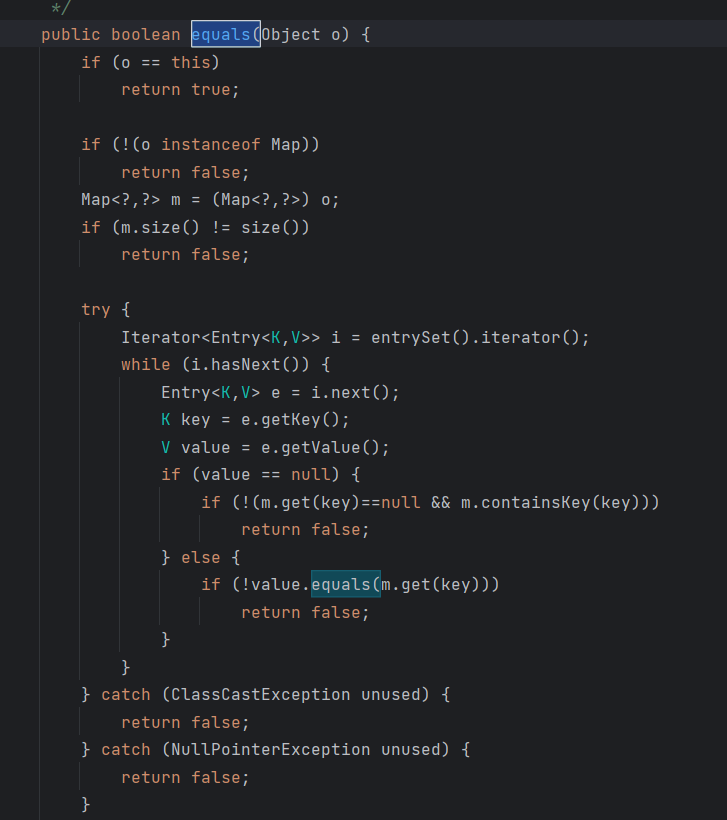 */
public boolean equals(Object o) {
if (o == this)
return true;
if (!(o instanceof Map))
return false;
Map<?,?> m = (Map<?,?>) o;
if (m.size() != size())
return false;
try {
Iterator<Entry<K,V>> i = entrySet().iterator();
while (i.hasNext()) {
Entry<K,V> e = i.next();
K key = e.getKey();
V value = e.getValue();
if (value == null) {
if (!(m.get(key)==null && m.containsKey(key)))
return false;
} else {
if (!value.equals(m.get(key)))
return false;
}
}
} catch (ClassCastException unused) {
return false;
} catch (NullPointerException unused) {
return false;
}